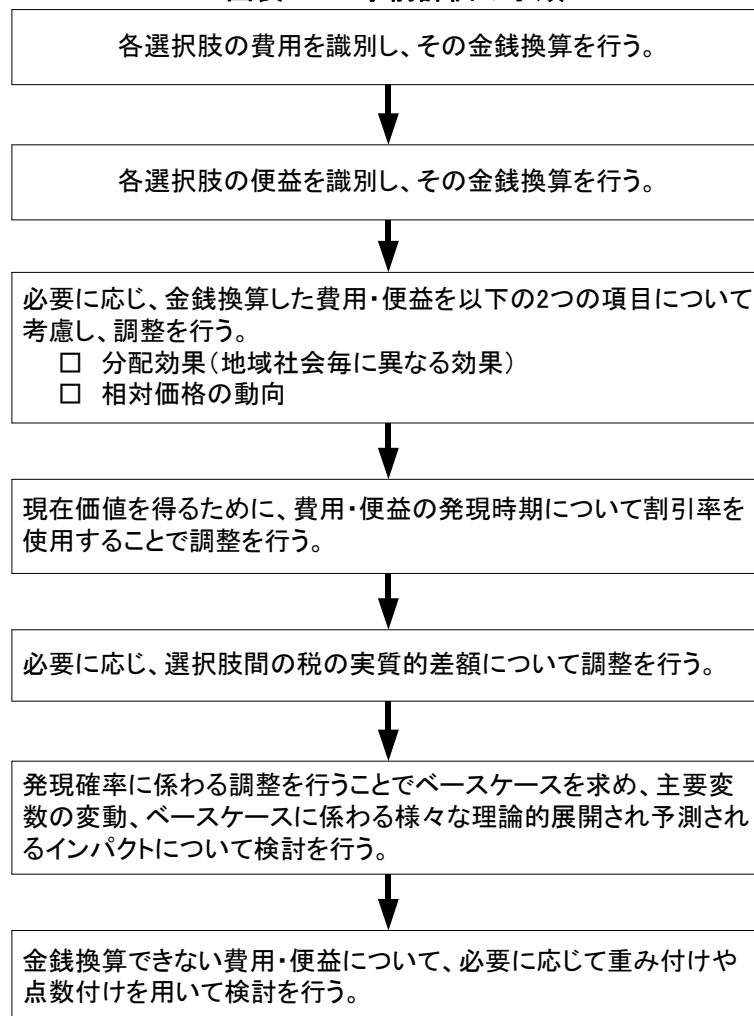 各選択肢の費用を識別し、その金銭換算を行う。
各選択肢の便益を識別し、その金銭換算を行う。
必要に応じ、金銭換算した費用・便益を以下の2つの項目について
考慮し、調整を行う。
□ 分配効果(地域社会毎に異なる効果)
□ 相対価格の動向
現在価値を得るために、費用・便益の発現時期について割引率を
使用することで調整を行う。
必要に応じ、選択肢間の税の実質的差額について調整を行う。
発現確率に係わる調整を行うことでベースケースを求め、主要変
数の変動、ベースケースに係わる様々な理論的展開され予測され
るインパクトについて検討を行う。
金銭換算できない費用・便益について、必要に応じて重み付けや
点数付けを用いて検討を行う。